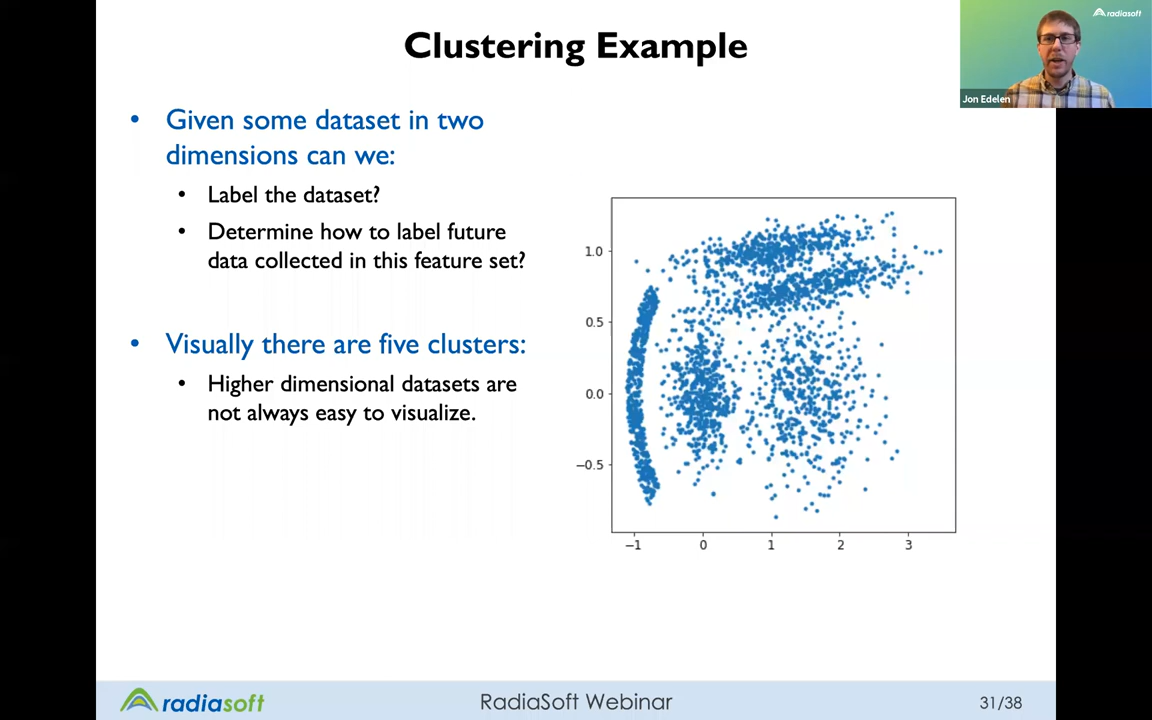 Clustering Example
radiasoft
Jon Edelen
• Given some dataset in two
dimensions can we:
• Label the dataset?
• Determine how to label future
data collected in this feature set?
• Visually there are five clusters:
• Higher dimensional datasets are
not always easy to visualize.
1.0
0.5
0.0
−0.5
−1 0 1 2 3
radiasoft
RadiaSoft Webinar
31/38